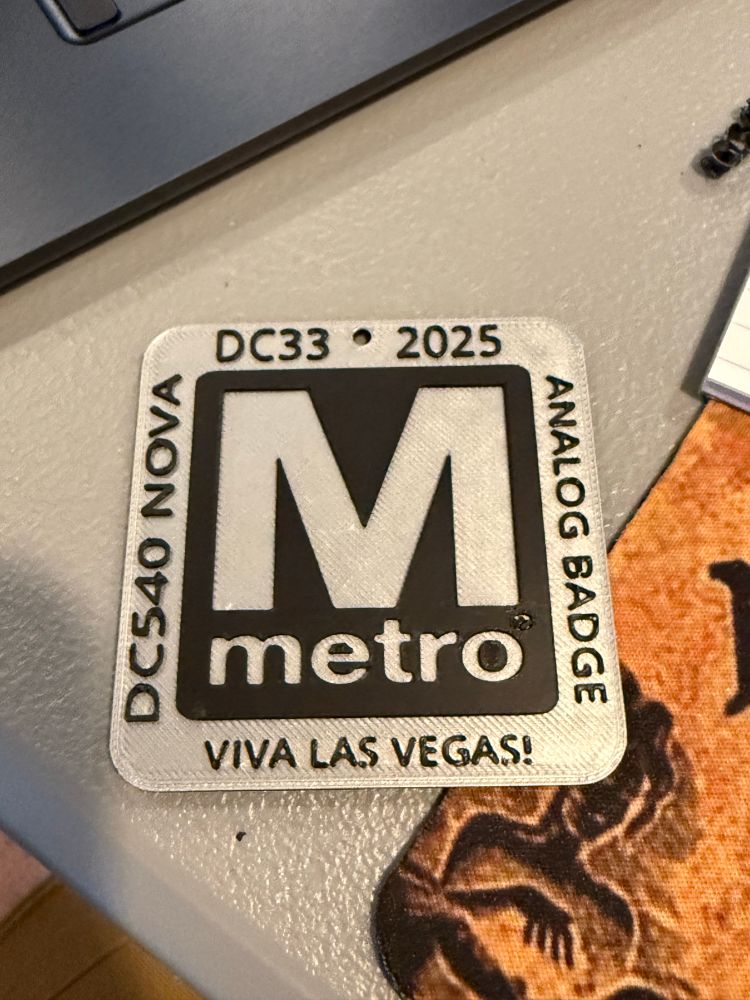 DC33 2025
DC540 NOVA
ANALOG BADGE
M
metro
VIVA LAS VEGAS!